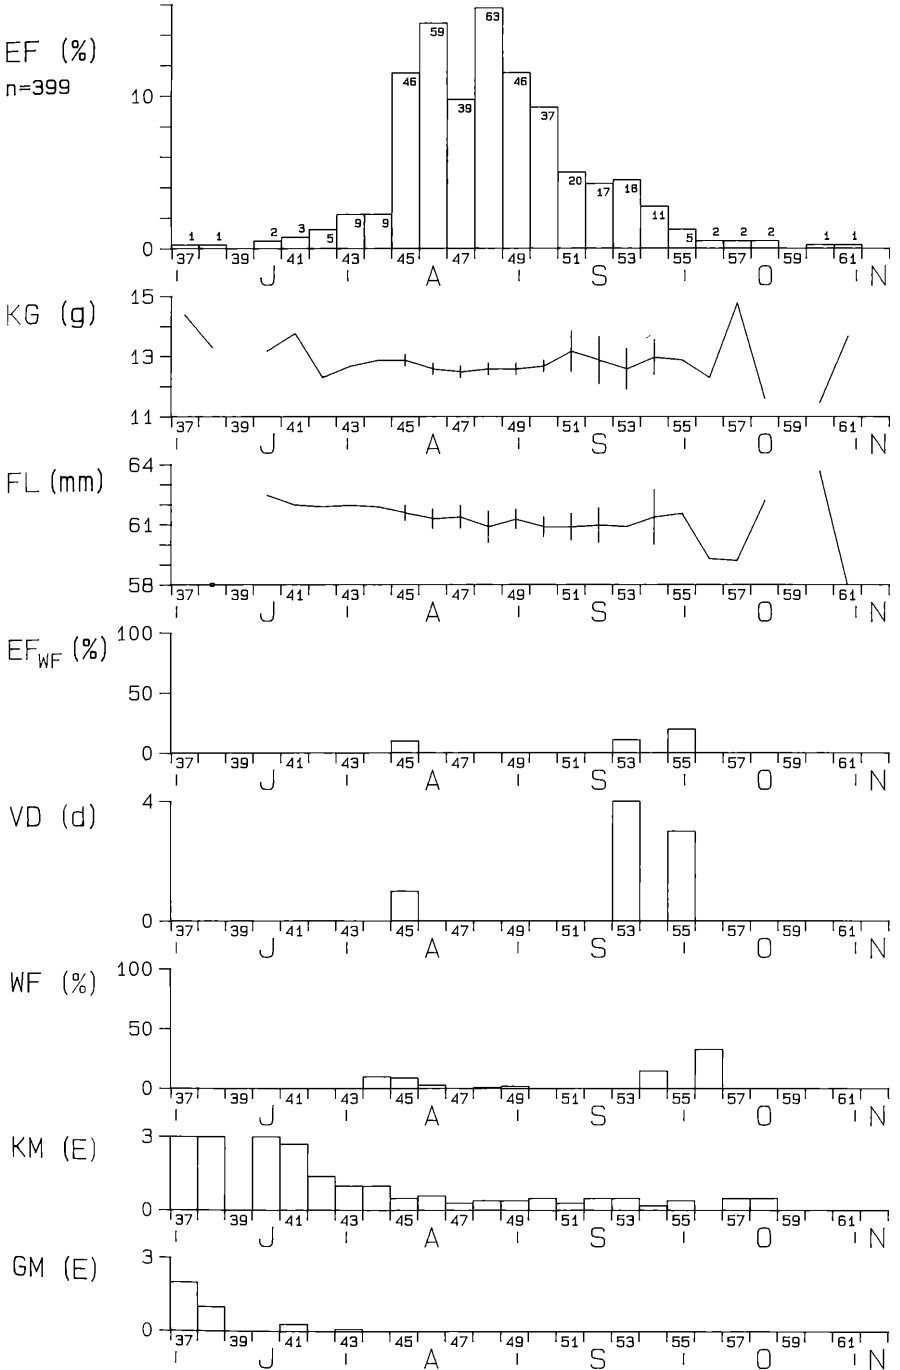 EF (%)
n=399
10
0
1 1 2 3 5 9 9 46 59 39 63 46 37 20 17 18 11 5 2 2 2 1 1
37 39 41 43 45 47 49 51 53 55 57 59 61
J A S O N
KG (g)
15
13
11
37 39 41 43 45 47 49 51 53 55 57 59 61
J A S O N
FL (mm)
64
61
58
37 39 41 43 45 47 49 51 53 55 57 59 61
J A S O N
EFWF (%)
100
50
0
37 39 41 43 45 47 49 51 53 55 57 59 61
J A S O N
VD (d)
4
0
37 39 41 43 45 47 49 51 53 55 57 59 61
J A S O N
WF (%)
100
50
0
37 39 41 43 45 47 49 51 53 55 57 59 61
J A S O N
KM (E)
3
0
37 39 41 43 45 47 49 51 53 55 57 59 61
J A S O N
GM (E)
3
0
37 39 41 43 45 47 49 51 53 55 57 59 61
J A S O N